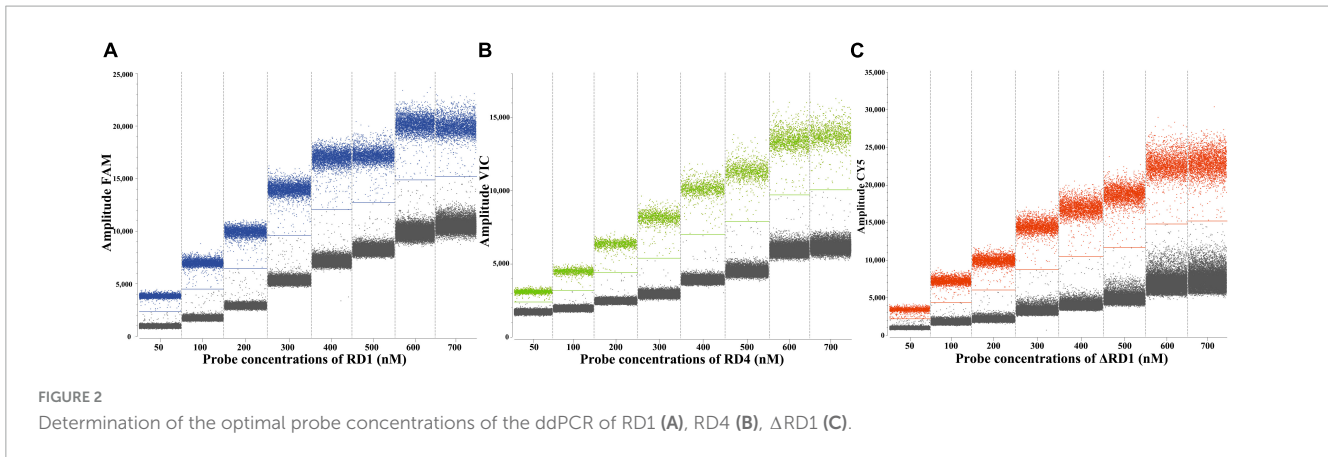 A
B
C
25,000
20,000
15,000
10,000
5,000
0
Amplitude FAM
50 100 200 300 400 500 600 700
Probe concentrations of RD1 (nM)
15,000
10,000
5,000
0
Amplitude VIC
50 100 200 300 400 500 600 700
Probe concentrations of RD4 (nM)
35,000
30,000
25,000
20,000
15,000
10,000
5,000
0
Amplitude CY5
50 100 200 300 400 500 600 700
Probe concentrations of ΔRD1 (nM)
FIGURE 2
Determination of the optimal probe concentrations of the ddPCR of RD1 (A), RD4 (B), ΔRD1 (C).